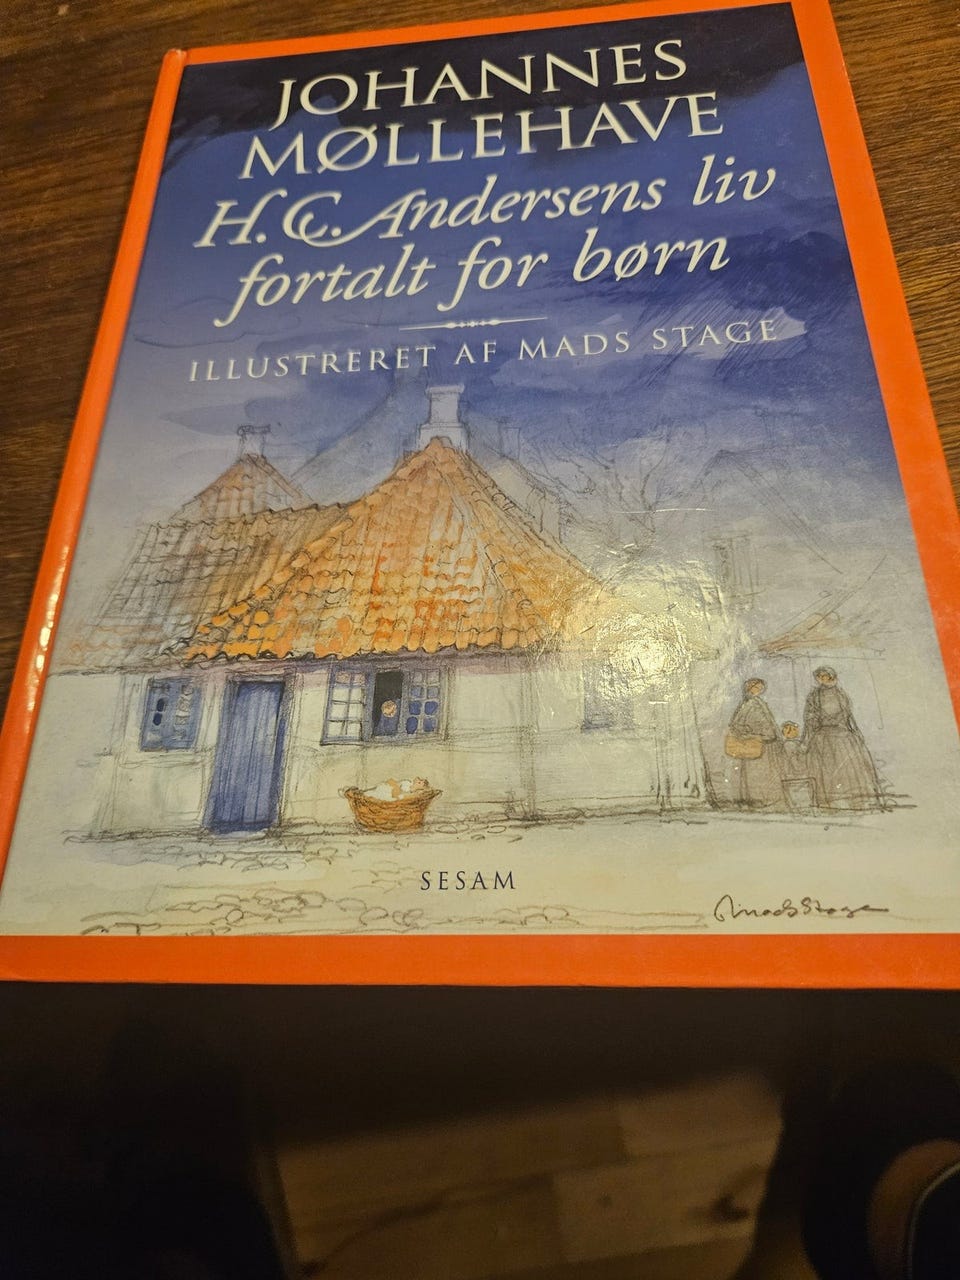 JOHANNES
MØLLEHAVE
H.C. Andersens liv
fortalt for børn
ILLUSTRERET AF MADS STAGE
SESAM
Mads Stage